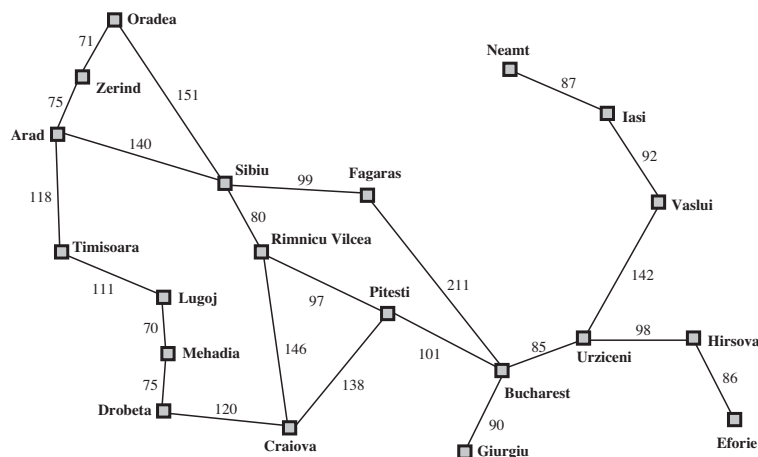 Oradea
71
Neamt
Zerind
87
151
75
Iasi
Arad
140
92
Sibiu
99
Fagaras
118
80
Vaslui
Rimnicu Vilcea
Timisoara
211
142
111
Lugoj
97
Pitesti
70
98
Hirsova
146
85
Mehadia
101
Urziceni
86
138
75
Bucharest
120
Drobeta
90
Craiova
Eforie
Giurgiu